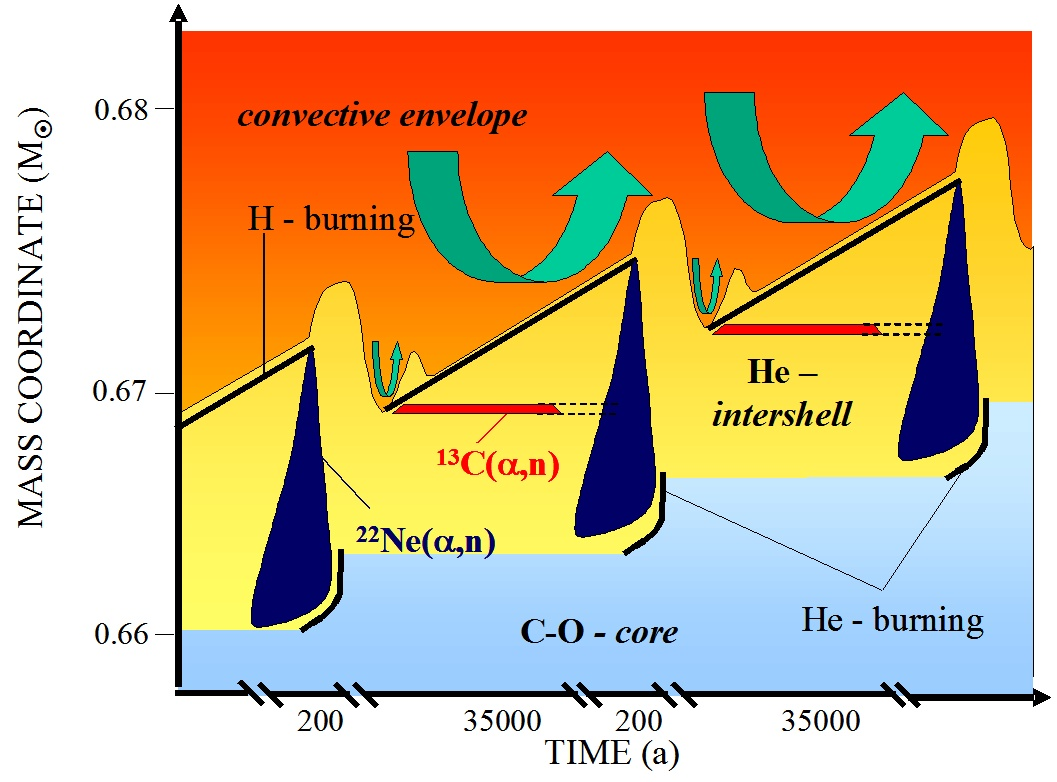 0.68
convective envelope
H - burning
MASS COORDINATE (M☉)
0.67
He –
intershell
¹³C(α,n)
²²Ne(α,n)
0.66
C-O - core
He - burning
200
35000
200
35000
TIME (a)